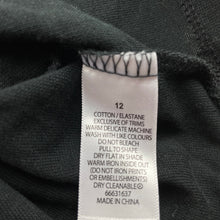 12
COTTON / ELASTANE
EXCLUSIVE OF TRIMS
WARM DELICATE MACHINE
WASH WITH LIKE COLOURS
DO NOT BLEACH
PULL TO SHAPE
DRY FLAT IN SHADE
WARM IRON INSIDE OUT
(DO NOT IRON PRINTS
OR EMBELLISHMENTS)
DRY CLEANABLE Ⓟ
66631637
MADE IN CHINA